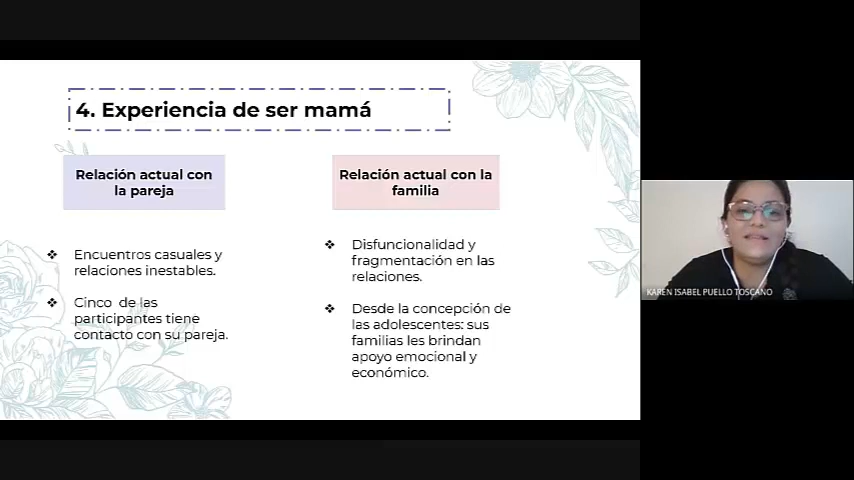 4. Experiencia de ser mamá
Relación actual con
la pareja
❖ Encuentros casuales y
relaciones inestables.
❖ Cinco de las
participantes tiene
contacto con su pareja.
Relación actual con la
familia
❖ Disfuncionalidad y
fragmentación en las
relaciones.
❖ Desde la concepción de
las adolescentes: sus
familias les brindan
apoyo emocional y
económico.
KAREN ISABEL PUELLO TOSCANO